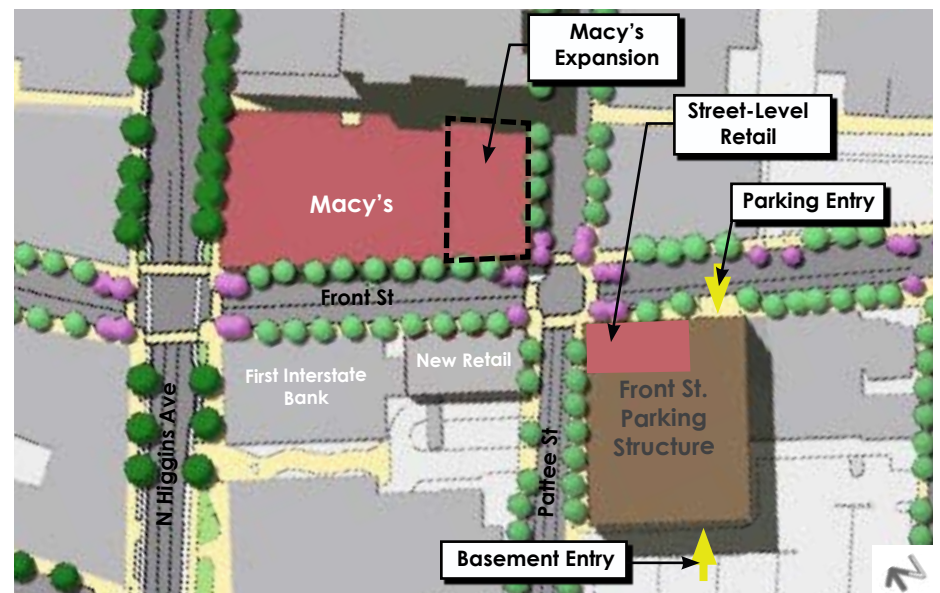 Macy's
Expansion
Street-Level
Retail
Parking Entry
Macy's
Front St
First Interstate
Bank
New Retail
Front St.
Parking
Structure
N Higgins Ave
Pattee St
Basement Entry
N